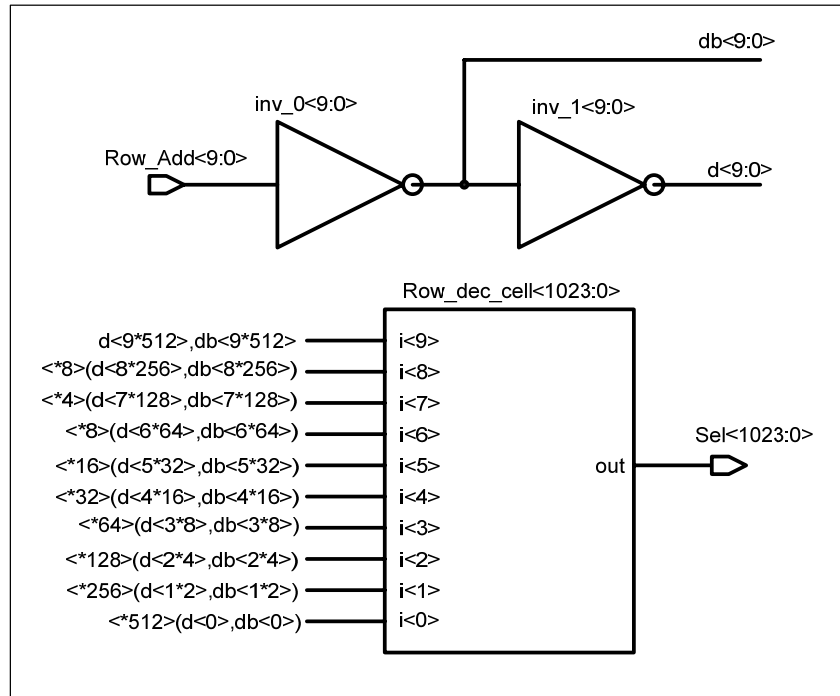 db<9:0>
inv_0<9:0>
inv_1<9:0>
Row_Add<9:0>
d<9:0>
Row_dec_cell<1023:0>
d<9*512>,db<9*512> i<9>
<*8>(d<8*256>,db<8*256>) i<8>
<*4>(d<7*128>,db<7*128>) i<7>
<*8>(d<6*64>,db<6*64>) i<6>
Sel<1023:0>
<*16>(d<5*32>,db<5*32>) i<5> out
<*32>(d<4*16>,db<4*16>) i<4>
<*64>(d<3*8>,db<3*8>) i<3>
<*128>(d<2*4>,db<2*4>) i<2>
<*256>(d<1*2>,db<1*2>) i<1>
<*512>(d<0>,db<0>) i<0>